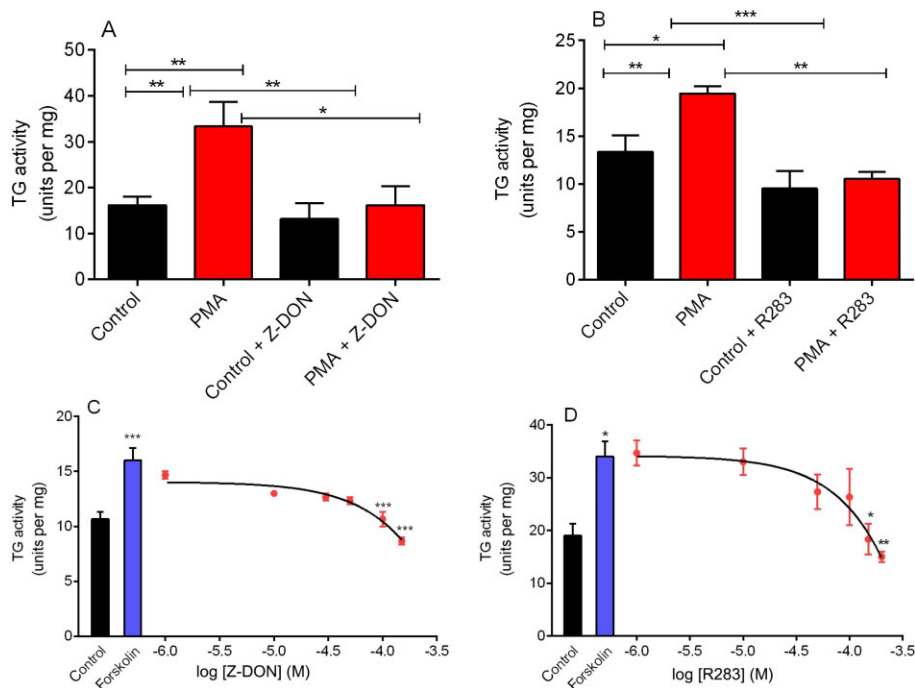 A
**
**
**
*
50
40
30
20
10
0
TG activity
(units per mg)
Control
PMA
Control + Z-DON
PMA + Z-DON
B
***
*
**
**
25
20
15
10
5
0
TG activity
(units per mg)
Control
PMA
Control + R283
PMA + R283
C
20
15
10
5
0
TG activity
(units per mg)
***
***
***
Control
Forskolin
-6.0 -5.5 -5.0 -4.5 -4.0 -3.5
log [Z-DON] (M)
D
40
30
20
10
0
TG activity
(units per mg)
*
*
**
Control
Forskolin
-6.0 -5.5 -5.0 -4.5 -4.0 -3.5
log [R283] (M)